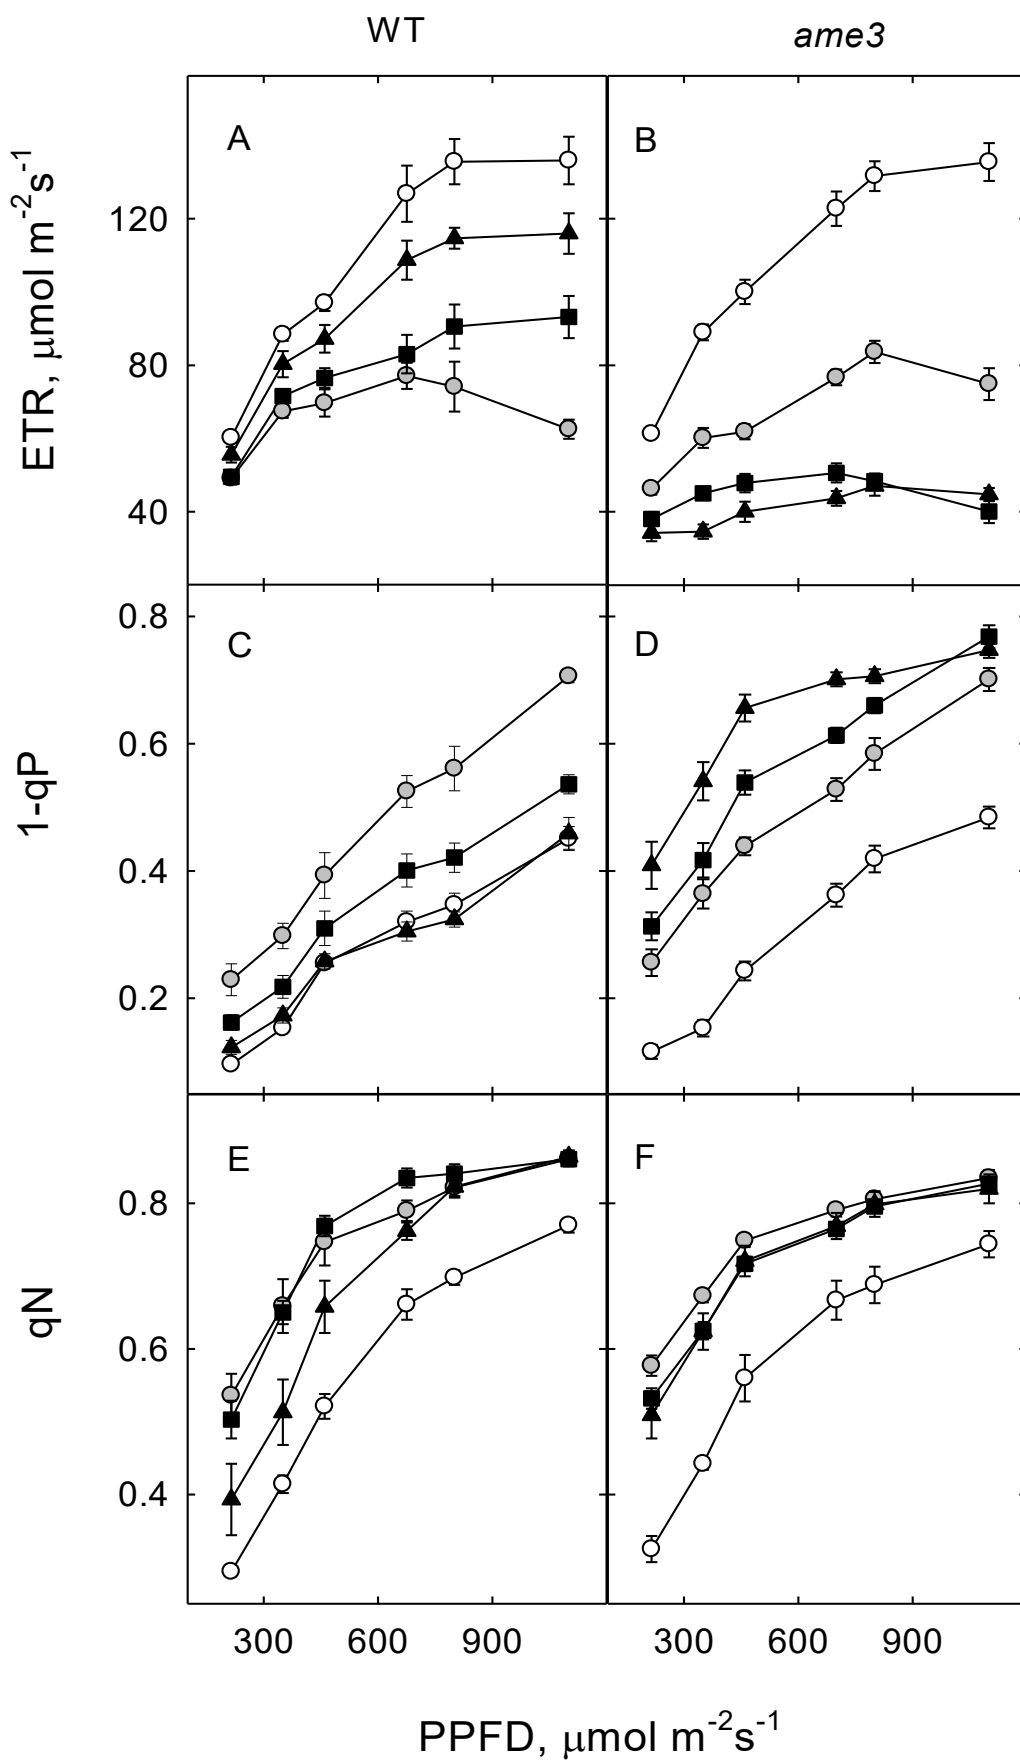 WT ame3
A B
ETR, μmol m⁻²s⁻¹
120
80
40
C D
1-qP
0.8
0.6
0.4
0.2
E F
qN
0.8
0.6
0.4
300 600 900 300 600 900
PPFD, μmol m⁻²s⁻¹